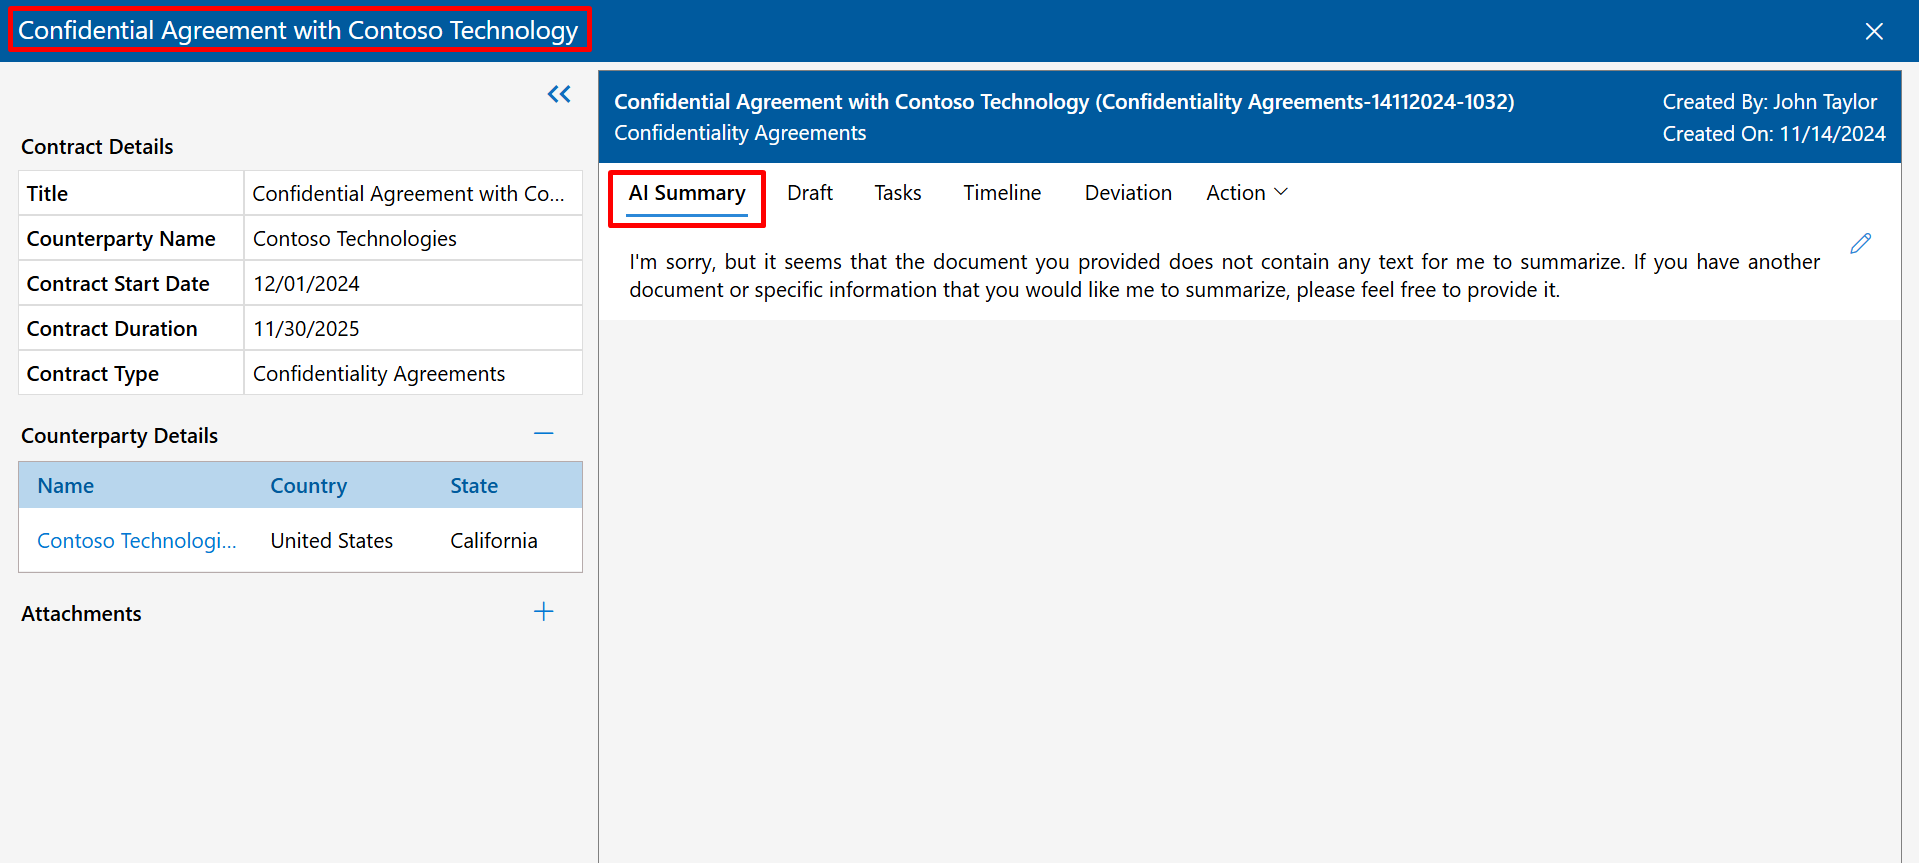 Confidential Agreement with Contoso Technology
Contract Details
Title Confidential Agreement with Co...
Counterparty Name Contoso Technologies
Contract Start Date 12/01/2024
Contract Duration 11/30/2025
Contract Type Confidentiality Agreements
Counterparty Details
Name Country State
Contoso Technologi... United States California
Attachments
Confidential Agreement with Contoso Technology (Confidentiality Agreements-14112024-1032)
Confidentiality Agreements
Created By: John Taylor
Created On: 11/14/2024
AI Summary Draft Tasks Timeline Deviation Action
I'm sorry, but it seems that the document you provided does not contain any text for me to summarize. If you have another
document or specific information that you would like me to summarize, please feel free to provide it.